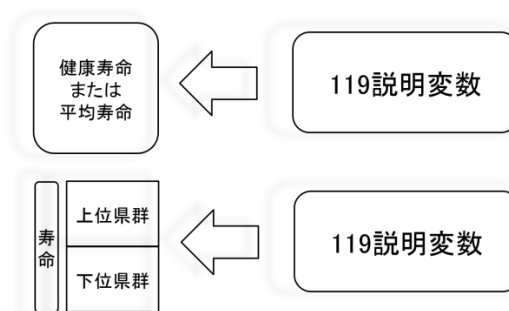 健康寿命
または
平均寿命
119説明変数
寿命
上位県群
下位県群
119説明変数